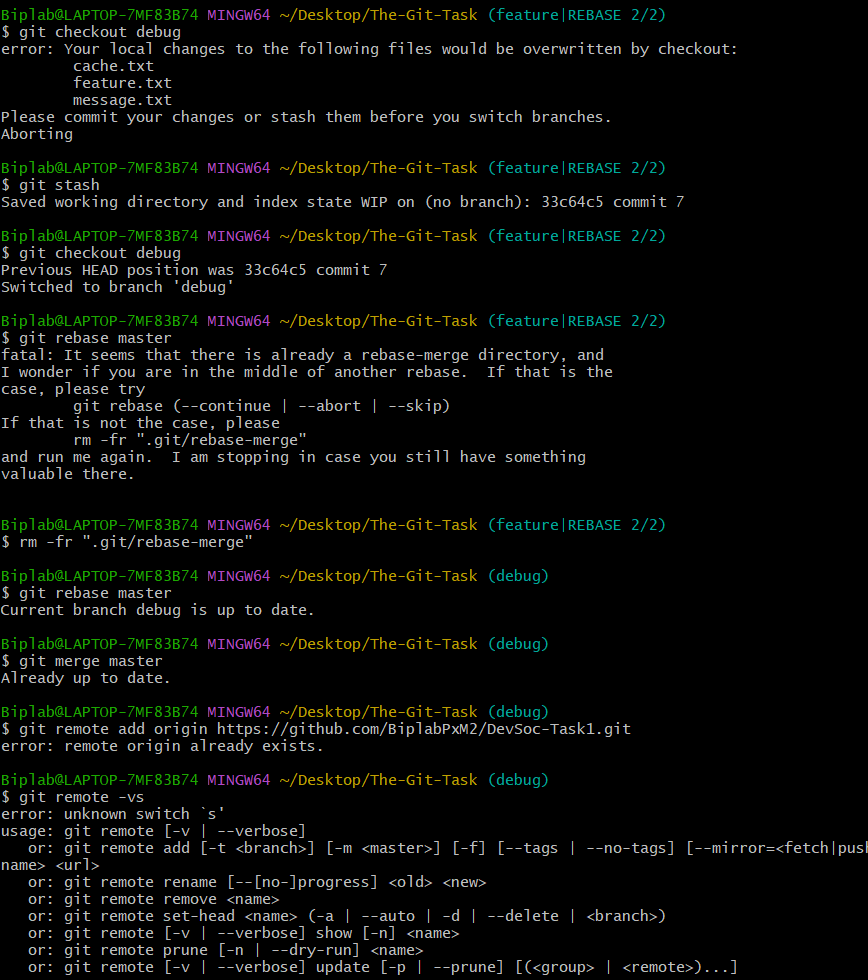 Biplab@LAPTOP-7MF83B74 MINGW64 ~/Desktop/The-Git-Task (feature|REBASE 2/2)
$ git checkout debug
error: Your local changes to the following files would be overwritten by checkout:
        cache.txt
        feature.txt
        message.txt
Please commit your changes or stash them before you switch branches.
Aborting

Biplab@LAPTOP-7MF83B74 MINGW64 ~/Desktop/The-Git-Task (feature|REBASE 2/2)
$ git stash
Saved working directory and index state WIP on (no branch): 33c64c5 commit 7

Biplab@LAPTOP-7MF83B74 MINGW64 ~/Desktop/The-Git-Task (feature|REBASE 2/2)
$ git checkout debug
Previous HEAD position was 33c64c5 commit 7
Switched to branch 'debug'

Biplab@LAPTOP-7MF83B74 MINGW64 ~/Desktop/The-Git-Task (feature|REBASE 2/2)
$ git rebase master
fatal: It seems that there is already a rebase-merge directory, and
I wonder if you are in the middle of another rebase.  If that is the
case, please try
        git rebase (--continue | --abort | --skip)
If that is not the case, please
        rm -fr ".git/rebase-merge"
and run me again.  I am stopping in case you still have something
valuable there.

Biplab@LAPTOP-7MF83B74 MINGW64 ~/Desktop/The-Git-Task (feature|REBASE 2/2)
$ rm -fr ".git/rebase-merge"

Biplab@LAPTOP-7MF83B74 MINGW64 ~/Desktop/The-Git-Task (debug)
$ git rebase master
Current branch debug is up to date.

Biplab@LAPTOP-7MF83B74 MINGW64 ~/Desktop/The-Git-Task (debug)
$ git merge master
Already up to date.

Biplab@LAPTOP-7MF83B74 MINGW64 ~/Desktop/The-Git-Task (debug)
$ git remote add origin https://github.com/BiplabPxM2/DevSoc-Task1.git
error: remote origin already exists.

Biplab@LAPTOP-7MF83B74 MINGW64 ~/Desktop/The-Git-Task (debug)
$ git remote -vs
error: unknown switch `s'
usage: git remote [-v | --verbose]
   or: git remote add [-t <branch>] [-m <master>] [-f] [--tags | --no-tags] [--mirror=<fetch|push
name> <url>
   or: git remote rename [--[no-]progress] <old> <new>
   or: git remote remove <name>
   or: git remote set-head <name> (-a | --auto | -d | --delete | <branch>)
   or: git remote [-v | --verbose] show [-n] <name>
   or: git remote prune [-n | --dry-run] <name>
   or: git remote [-v | --verbose] update [-p | --prune] [(<group> | <remote>)...]